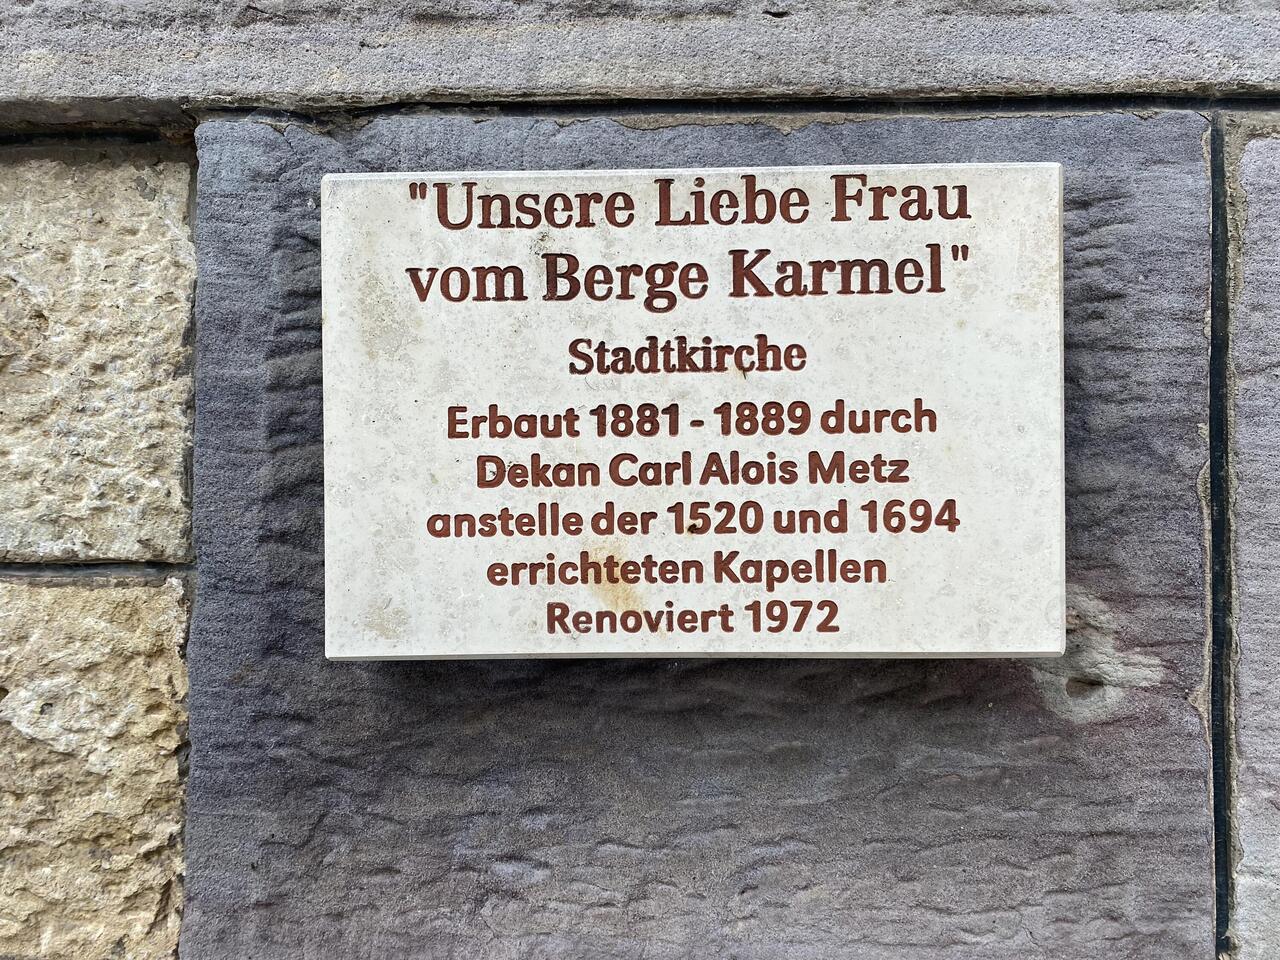 "Unsere Liebe Frau
vom Berge Karmel"
Stadtkirche
Erbaut 1881 - 1889 durch
Dekan Carl Alois Metz
anstelle der 1520 und 1694
errichteten Kapellen
Renoviert 1972